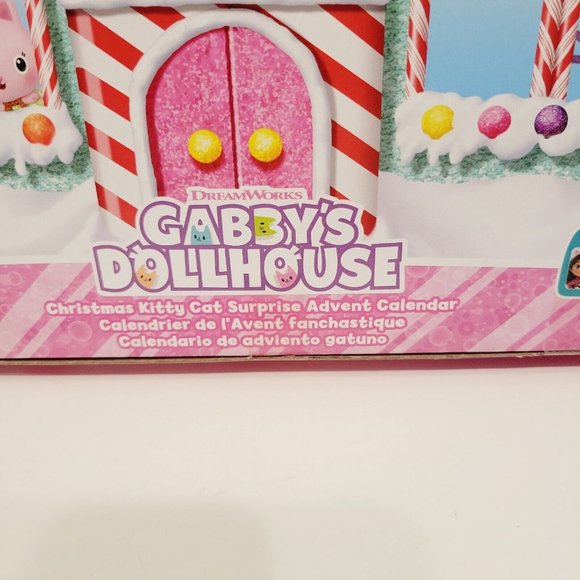 DREAMWORKS
GABBY'S
DOLLHOUSE
Christmas Kitty Cat Surprise Advent Calendar
Calendrier de l'Avent fanchastique
Calendario de adviento gatuno